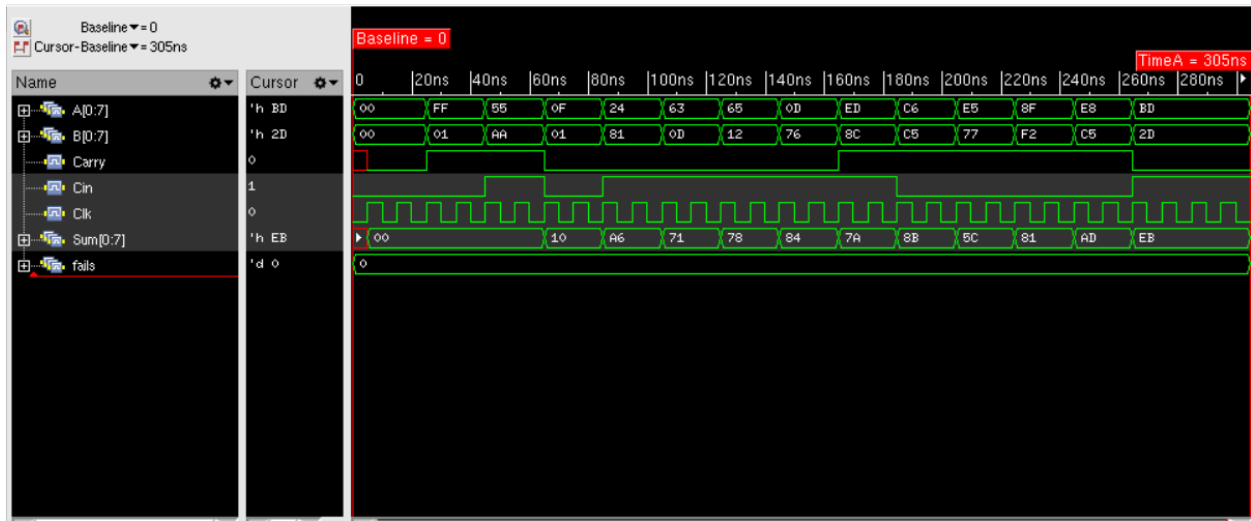 Baseline▼= 0
Cursor-Baseline▼= 305ns
Baseline = 0
TimeA = 305ns
Name Cursor 0 20ns 40ns 60ns 80ns 100ns 120ns 140ns 160ns 180ns 200ns 220ns 240ns 260ns 280ns
A[0:7] 'h BD 00 FF 55 0F 24 63 65 0D ED C6 E5 8F E8 BD
B[0:7] 'h 2D 00 01 AA 01 81 0D 12 76 8C C5 77 F2 C5 2D
Carry 0
Cin 1
Clk 0
Sum[0:7] 'h EB 00 10 A6 71 78 84 7A 8B 5C 81 AD EB
fails 'd 0 0